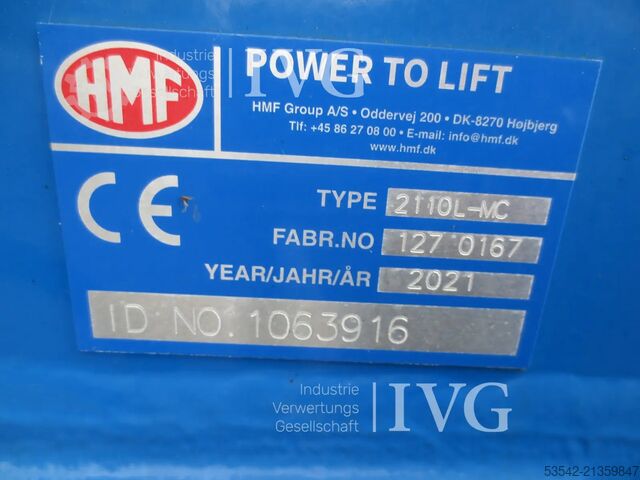 HMF
POWER TO LIFT
HMF Group A/S • Oddervej 200 • DK-8270 Højbjerg
Tlf: +45 86 27 08 00 • E-mail: info@hmf.dk
www.hmf.dk
CE
TYPE 2110L-MC
FABR.NO 127 0167
YEAR/JAHR/ÅR 2021
ID NO. 1063916
Industrie
Verwertungs
Gesellschaft
IVG
Industrie
Verwertungs
Gesellschaft
IVG
53542-21359847